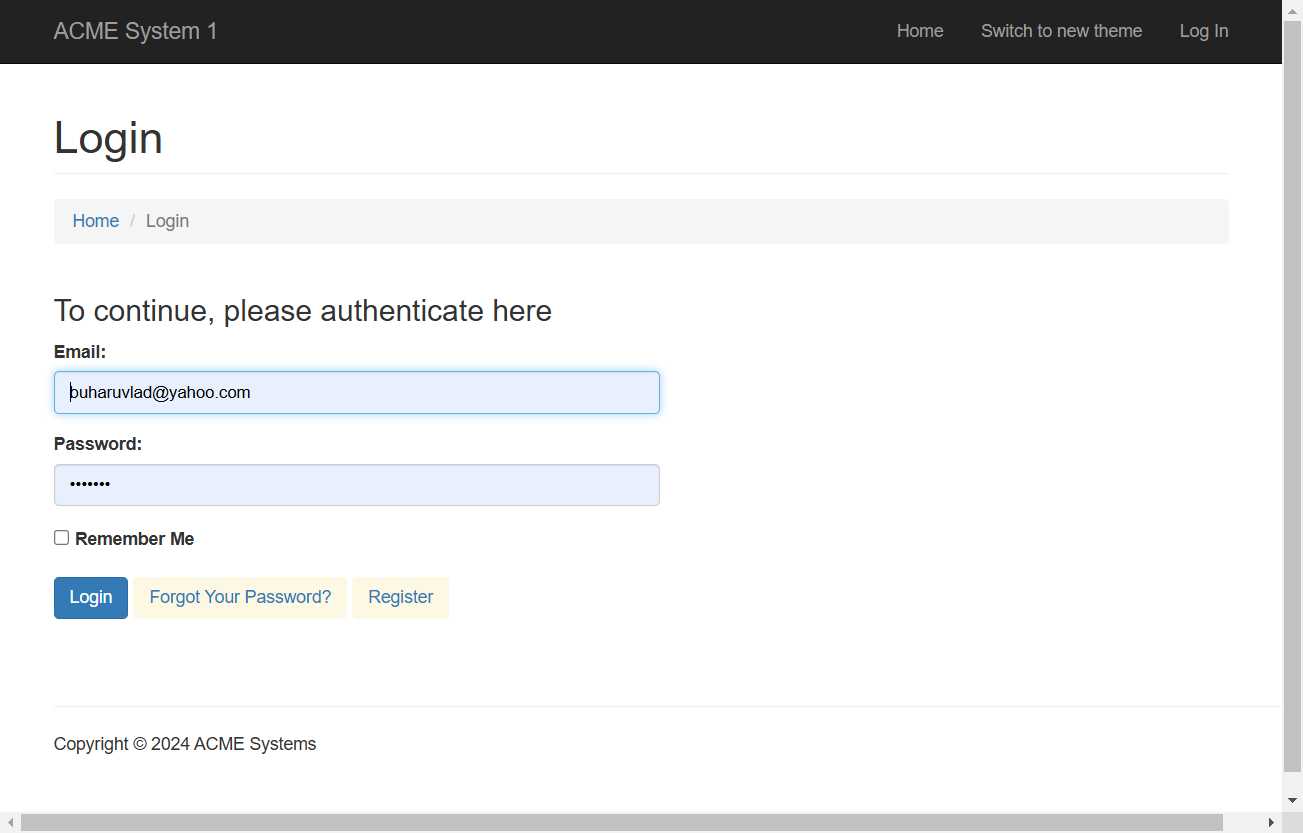 ACME System 1 Home Switch to new theme Log In
Login
Home / Login
To continue, please authenticate here
Email:
buharuvlad@yahoo.com
Password:
•••••••
Remember Me
Login Forgot Your Password? Register
Copyright © 2024 ACME Systems